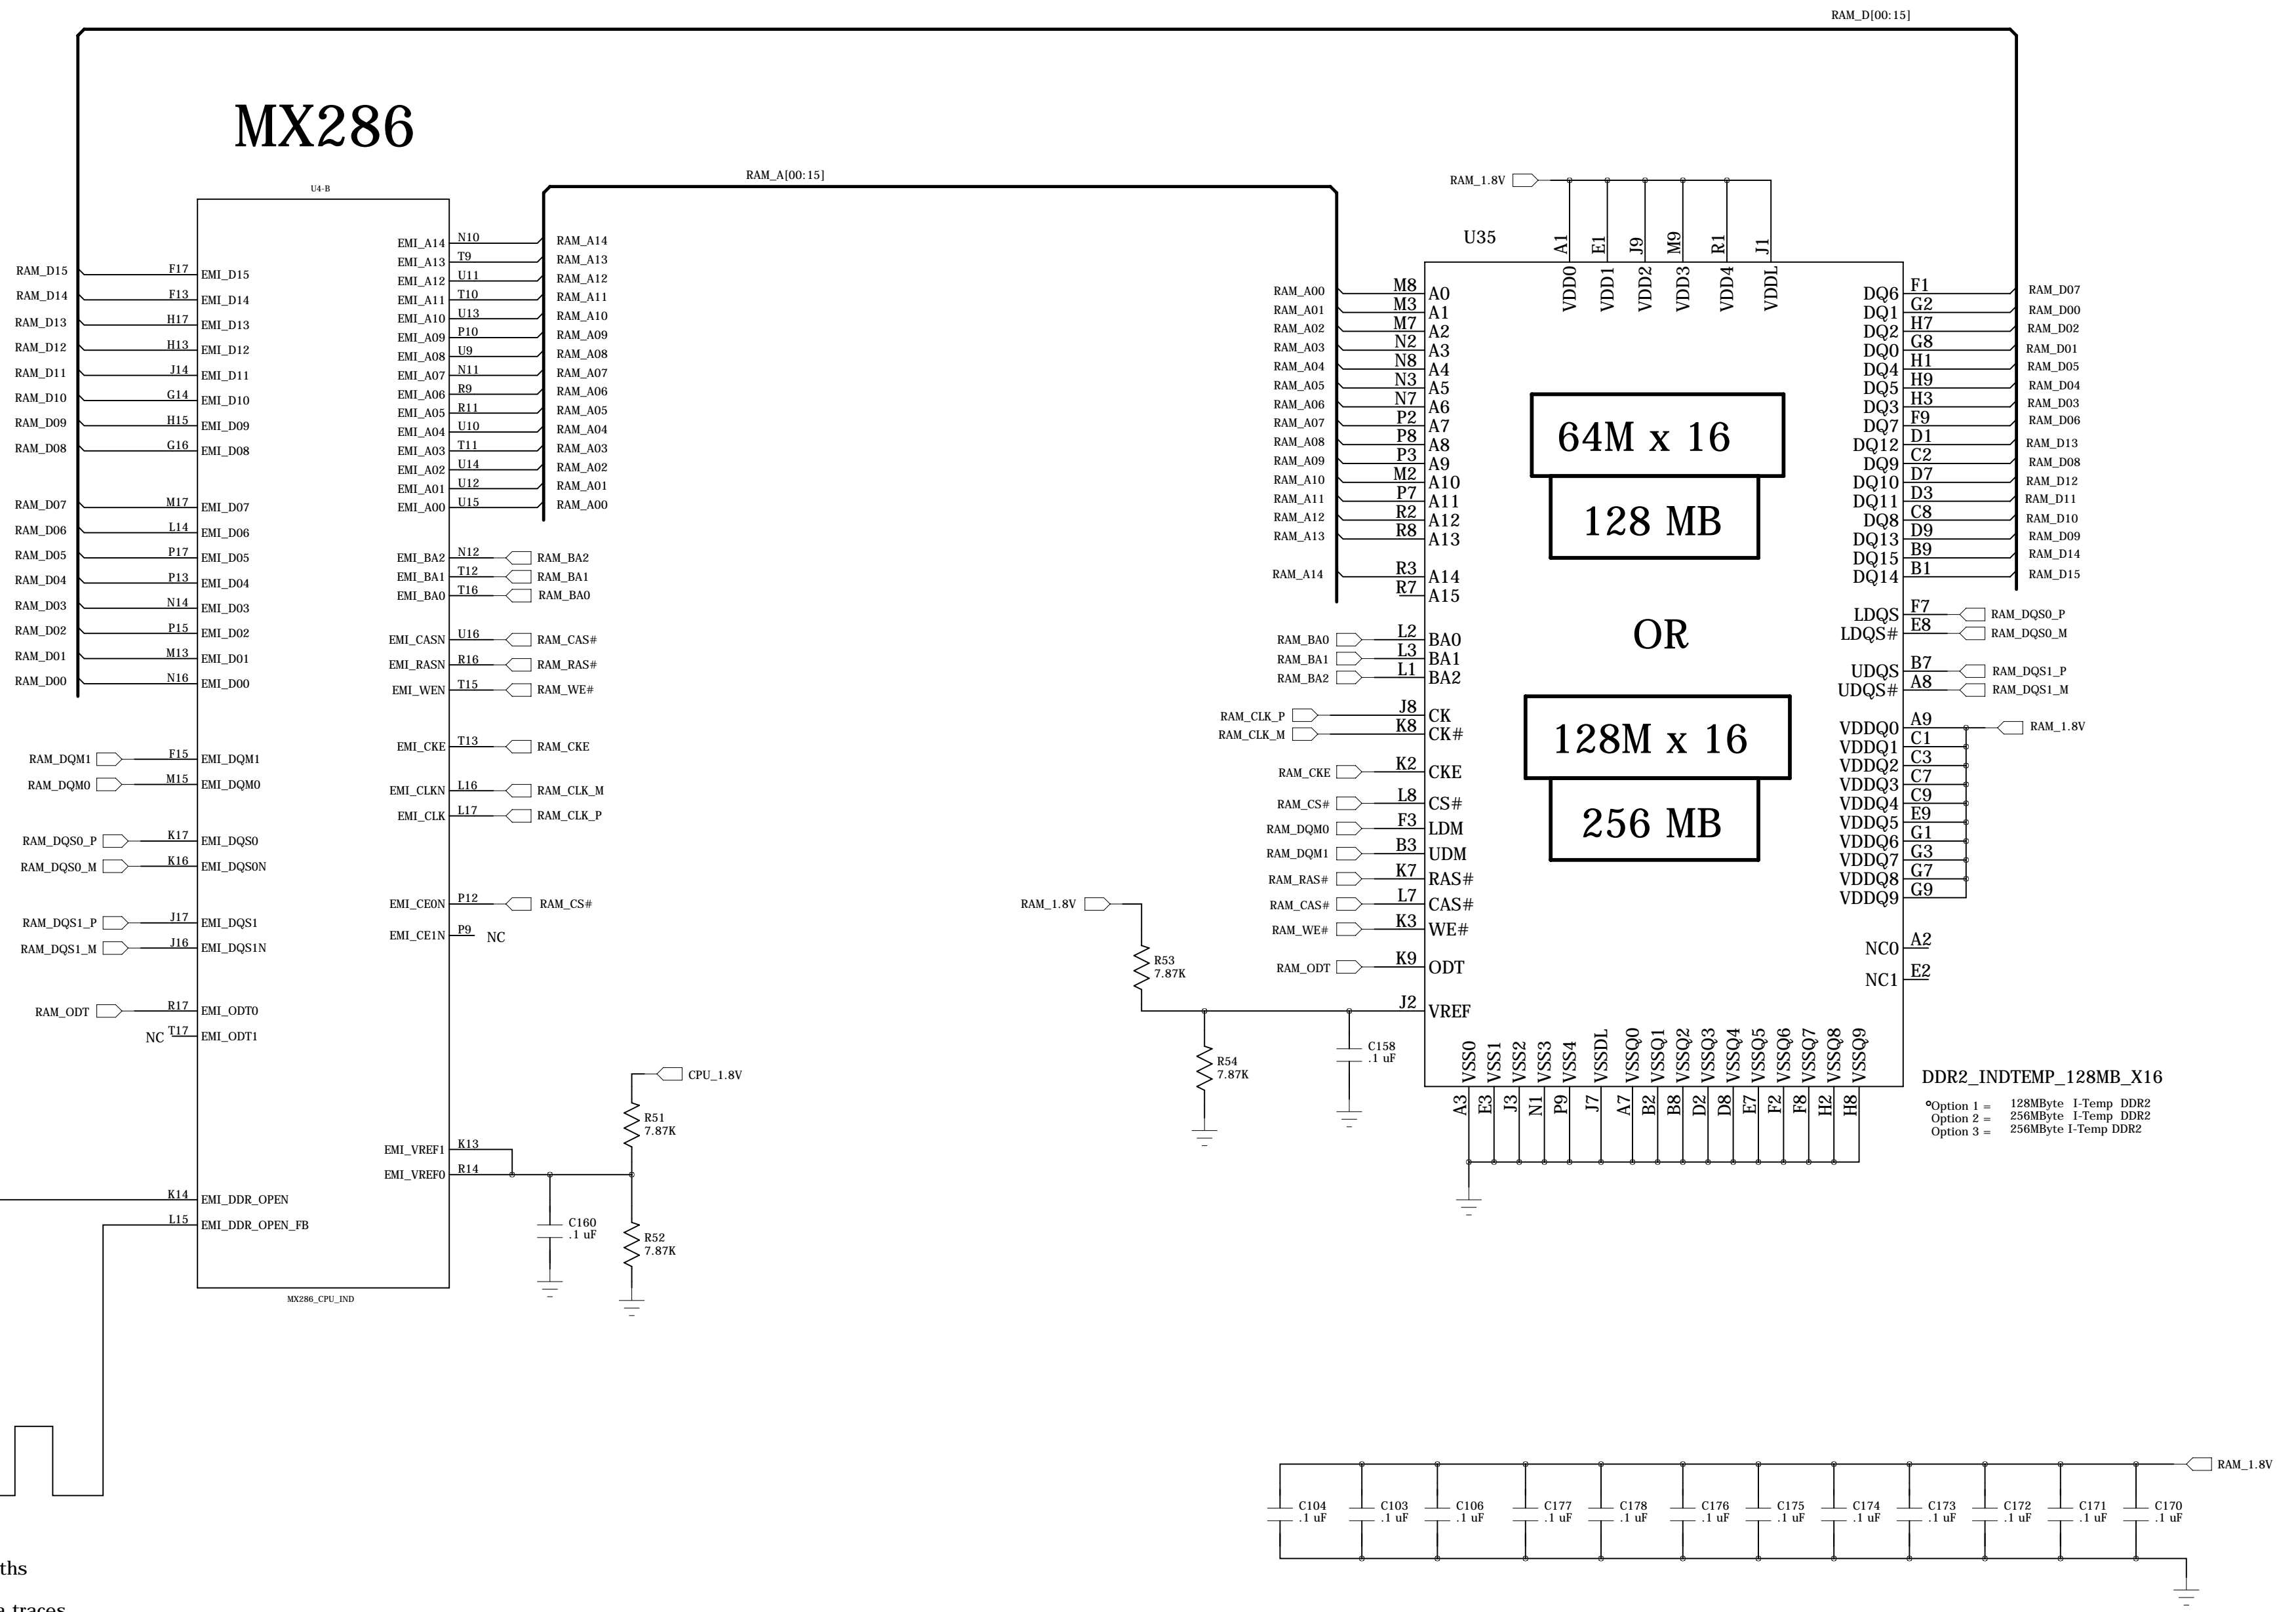 RAM_D[00:15]
MX286
RAM_A[00:15]
U4-B
RAM_D15 F17 EMI_D15
RAM_D14 F13 EMI_D14
RAM_D13 H17 EMI_D13
RAM_D12 H13 EMI_D12
RAM_D11 J14 EMI_D11
RAM_D10 G14 EMI_D10
RAM_D09 H15 EMI_D09
RAM_D08 G16 EMI_D08
RAM_D07 M17 EMI_D07
RAM_D06 L14 EMI_D06
RAM_D05 P17 EMI_D05
RAM_D04 P13 EMI_D04
RAM_D03 N14 EMI_D03
RAM_D02 P15 EMI_D02
RAM_D01 M13 EMI_D01
RAM_D00 N16 EMI_D00
RAM_DQM1 F15 EMI_DQM1
RAM_DQM0 M15 EMI_DQM0
RAM_DQS0_P K17 EMI_DQS0
RAM_DQS0_M K16 EMI_DQS0N
RAM_DQS1_P J17 EMI_DQS1
RAM_DQS1_M J16 EMI_DQS1N
RAM_ODT R17 EMI_ODT0
NC T17 EMI_ODT1
K14 EMI_DDR_OPEN
L15 EMI_DDR_OPEN_FB
EMI_A14 N10 RAM_A14
EMI_A13 T9 RAM_A13
EMI_A12 U11 RAM_A12
EMI_A11 T10 RAM_A11
EMI_A10 U13 RAM_A10
EMI_A09 P10 RAM_A09
EMI_A08 U9 RAM_A08
EMI_A07 N11 RAM_A07
EMI_A06 R9 RAM_A06
EMI_A05 R11 RAM_A05
EMI_A04 U10 RAM_A04
EMI_A03 T11 RAM_A03
EMI_A02 U14 RAM_A02
EMI_A01 U12 RAM_A01
EMI_A00 U15 RAM_A00
EMI_BA2 N12 RAM_BA2
EMI_BA1 T12 RAM_BA1
EMI_BA0 T16 RAM_BA0
EMI_CASN U16 RAM_CAS#
EMI_RASN R16 RAM_RAS#
EMI_WEN T15 RAM_WE#
EMI_CKE T13 RAM_CKE
EMI_CLKN L16 RAM_CLK_M
EMI_CLK L17 RAM_CLK_P
EMI_CE0N P12 RAM_CS#
EMI_CE1N P9 NC
EMI_VREF1 K13
EMI_VREF0 R14
MX286_CPU_IND
CPU_1.8V
R51
7.87K
C160
.1 uF
R52
7.87K
RAM_1.8V
U35
A1 E1 J9 M9 R1 J1
VDD0 VDD1 VDD2 VDD3 VDD4 VDDL
RAM_A00 M8 A0
RAM_A01 M3 A1
RAM_A02 M7 A2
RAM_A03 N2 A3
RAM_A04 N8 A4
RAM_A05 N3 A5
RAM_A06 N7 A6
RAM_A07 P2 A7
RAM_A08 P8 A8
RAM_A09 P3 A9
RAM_A10 M2 A10
RAM_A11 P7 A11
RAM_A12 R2 A12
RAM_A13 R8 A13
RAM_A14 R3 A14
R7 A15
RAM_BA0 L2 BA0
RAM_BA1 L3 BA1
RAM_BA2 L1 BA2
RAM_CLK_P J8 CK
RAM_CLK_M K8 CK#
RAM_CKE K2 CKE
RAM_CS# L8 CS#
RAM_DQM0 F3 LDM
RAM_DQM1 B3 UDM
RAM_RAS# K7 RAS#
RAM_CAS# L7 CAS#
RAM_WE# K3 WE#
RAM_ODT K9 ODT
J2 VREF
RAM_1.8V
R53
7.87K
R54
7.87K
C158
.1 uF
64M x 16
128 MB
OR
128M x 16
256 MB
DQ6 F1 RAM_D07
DQ1 G2 RAM_D00
DQ2 H7 RAM_D02
DQ0 G8 RAM_D01
DQ4 H1 RAM_D05
DQ5 H9 RAM_D04
DQ3 H3 RAM_D03
DQ7 F9 RAM_D06
DQ12 D1 RAM_D13
DQ9 C2 RAM_D08
DQ10 D7 RAM_D12
DQ11 D3 RAM_D11
DQ8 C8 RAM_D10
DQ13 D9 RAM_D09
DQ15 B9 RAM_D14
DQ14 B1 RAM_D15
LDQS F7 RAM_DQS0_P
LDQS# E8 RAM_DQS0_M
UDQS B7 RAM_DQS1_P
UDQS# A8 RAM_DQS1_M
VDDQ0 A9 RAM_1.8V
VDDQ1 C1
VDDQ2 C3
VDDQ3 C7
VDDQ4 C9
VDDQ5 E9
VDDQ6 G1
VDDQ7 G3
VDDQ8 G7
VDDQ9 G9
NC0 A2
NC1 E2
VSS0 VSS1 VSS2 VSS3 VSS4 VSSDL VSSQ0 VSSQ1 VSSQ2 VSSQ3 VSSQ4 VSSQ5 VSSQ6 VSSQ7 VSSQ8 VSSQ9
A3 E3 J3 N1 P9 J7 A7 B2 B8 D2 D8 E7 F2 F8 H2 H8
DDR2_INDTEMP_128MB_X16
Option 1 = 128MByte I-Temp DDR2
Option 2 = 256MByte I-Temp DDR2
Option 3 = 256MByte I-Temp DDR2
RAM_1.8V
C104 C103 C106 C177 C178 C176 C175 C174 C173 C172 C171 C170
.1 uF .1 uF .1 uF .1 uF .1 uF .1 uF .1 uF .1 uF .1 uF .1 uF .1 uF .1 uF
ths
traces